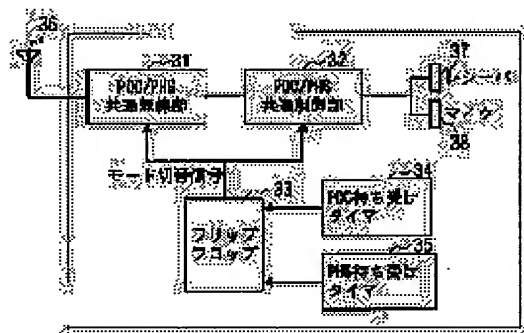 36
31
PDC/PHS
共通無線部
32
PDC/PHS
共通制御部
37
レシーバ
マイク
38
モード切替信号
33
フリップ
フロップ
34
PDC待ち受け
タイマ
35
PHS待ち受け
タイマ